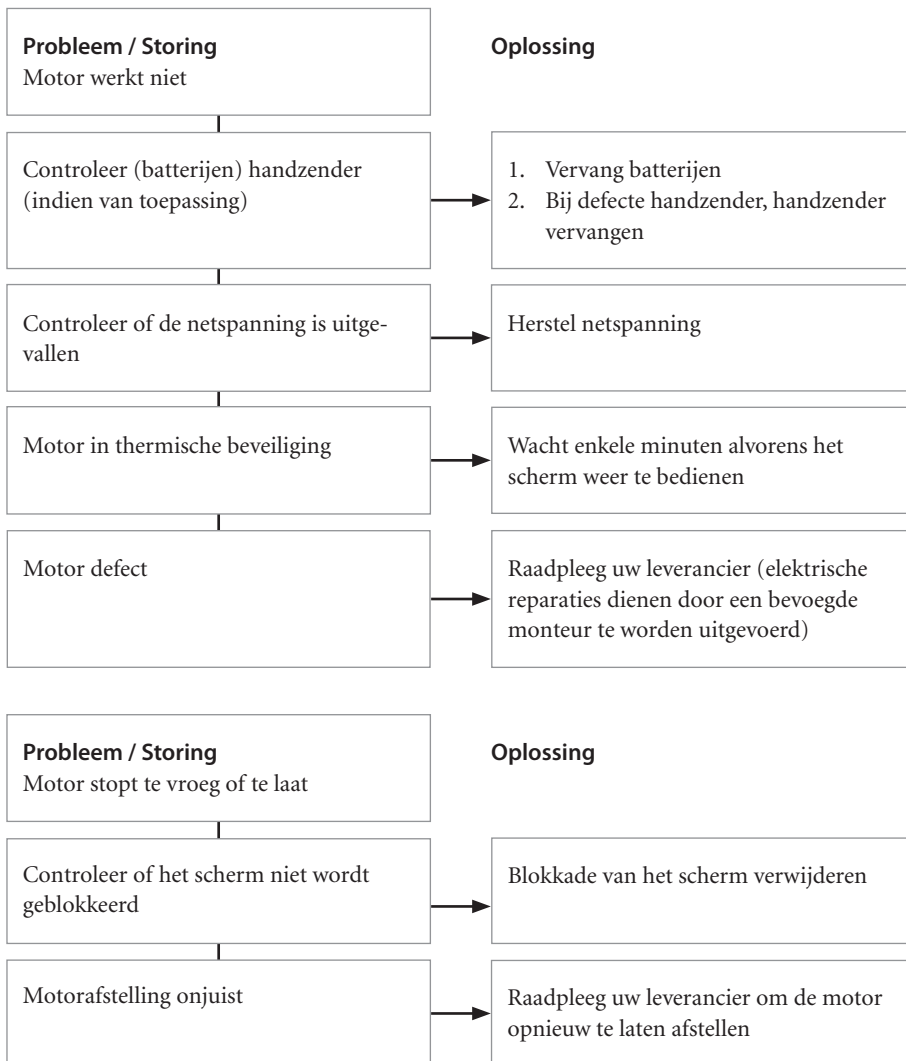 Probleem / Storing
Motor werkt niet
Oplossing
Controleer (batterijen) handzender
(indien van toepassing)
1. Vervang batterijen
2. Bij defecte handzender, handzender
vervangen
Controleer of de netspanning is uitge-
vallen
Herstel netspanning
Motor in thermische beveiliging
Wacht enkele minuten alvorens het
scherm weer te bedienen
Motor defect
Raadpleeg uw leverancier (elektrische
reparaties dienen door een bevoegde
monteur te worden uitgevoerd)
Probleem / Storing
Motor stopt te vroeg of te laat
Oplossing
Controleer of het scherm niet wordt
geblokkeerd
Blokkade van het scherm verwijderen
Motorafstelling onjuist
Raadpleeg uw leverancier om de motor
opnieuw te laten afstellen